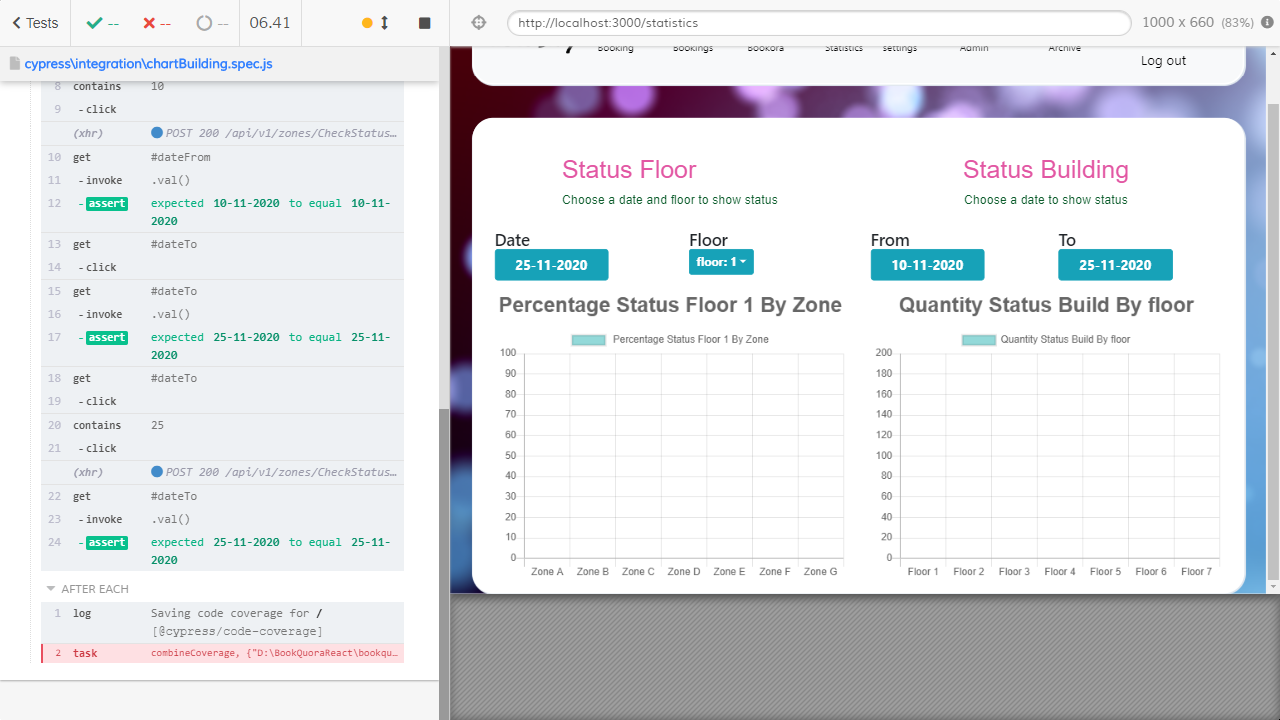 Tests
--
--
--
06.41
http://localhost:3000/statistics
1000 x 660 (83%)
cypress\integration\chartBuilding.spec.js
8 contains 10
9 - click
(xhr) POST 200 /api/v1/zones/CheckStatus…
10 get #dateFrom
11 - invoke .val()
12 - assert expected 10-11-2020 to equal 10-11-
2020
13 get #dateTo
14 - click
15 get #dateTo
16 - invoke .val()
17 - assert expected 25-11-2020 to equal 25-11-
2020
18 get #dateTo
19 - click
20 contains 25
21 - click
(xhr) POST 200 /api/v1/zones/CheckStatus…
22 get #dateTo
23 - invoke .val()
24 - assert expected 25-11-2020 to equal 25-11-
2020
AFTER EACH
1 log Saving code coverage for /
[@cypress/code-coverage]
2 task combineCoverage, {"D:\BookQuoraReact\bookqu…
Booking Bookings Bookora Statistics settings Admin Archive
Log out
Status Floor
Choose a date and floor to show status
Status Building
Choose a date to show status
Date Floor From To
25-11-2020 floor: 1 10-11-2020 25-11-2020
Percentage Status Floor 1 By Zone
Percentage Status Floor 1 By Zone
100
90
80
70
60
50
40
30
20
10
0
Zone A Zone B Zone C Zone D Zone E Zone F Zone G
Quantity Status Build By floor
Quantity Status Build By floor
200
180
160
140
120
100
80
60
40
20
0
Floor 1 Floor 2 Floor 3 Floor 4 Floor 5 Floor 6 Floor 7